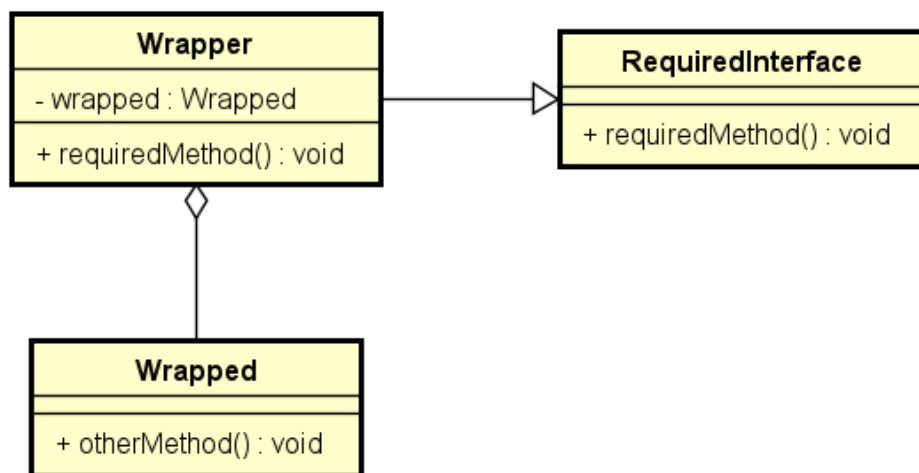 Wrapper
- wrapped : Wrapped
+ requiredMethod() : void
RequiredInterface
+ requiredMethod() : void
Wrapped
+ otherMethod() : void